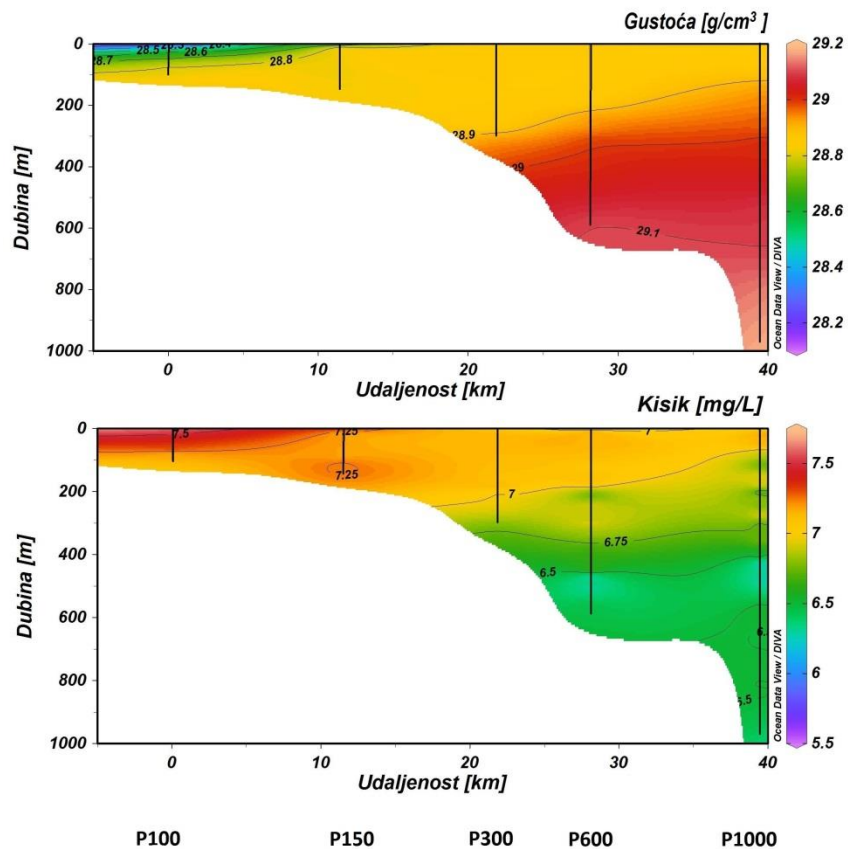 Gustoća [g/cm³ ]
28.5 28.4
28.7 28.6 28.8
28.9
29
29.1
0
200
400
600
800
1000
Dubina [m]
0 10 20 30 40
Udaljenost [km]
Ocean Data View / DIVA
29.2
29
28.8
28.6
28.4
28.2
Kisik [mg/L]
7.5 7.25 7
7.25
7
6.75
6.5
6.5
0
200
400
600
800
1000
Dubina [m]
0 10 20 30 40
Udaljenost [km]
Ocean Data View / DIVA
7.5
7
6.5
6
5.5
P100 P150 P300 P600 P1000